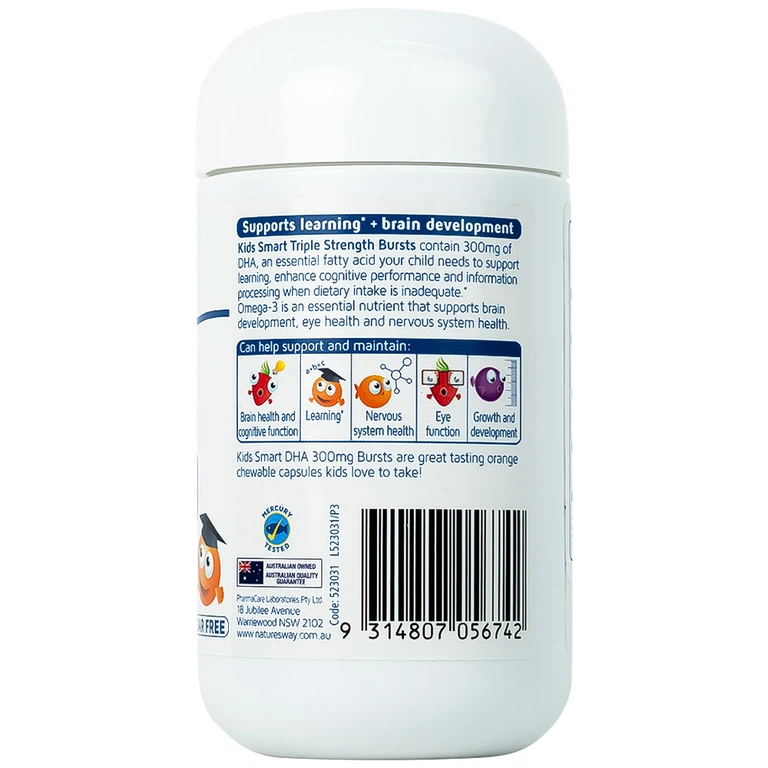 Supports learning* + brain development
Kids Smart Triple Strength Bursts contain 300mg of
DHA, an essential fatty acid your child needs to support
learning, enhance cognitive performance and information
processing when dietary intake is inadequate.*
Omega-3 is an essential nutrient that supports brain
development, eye health and nervous system health.
Can help support and maintain:
a+b=c
Brain health and
cognitive function
Learning*
Nervous
system health
Eye
function
Growth and
development
Kids Smart DHA 300mg Bursts are great tasting orange
chewable capsules kids love to take!
MERCURY
TESTED
AUSTRALIAN OWNED
AUSTRALIAN QUALITY
GUARANTEE
PharmaCare Laboratories Pty Ltd.
18 Jubilee Avenue
Warriewood NSW 2102
www.naturesway.com.au
Code: 523031 L523031/P3
9 314807 056742
AR FREE